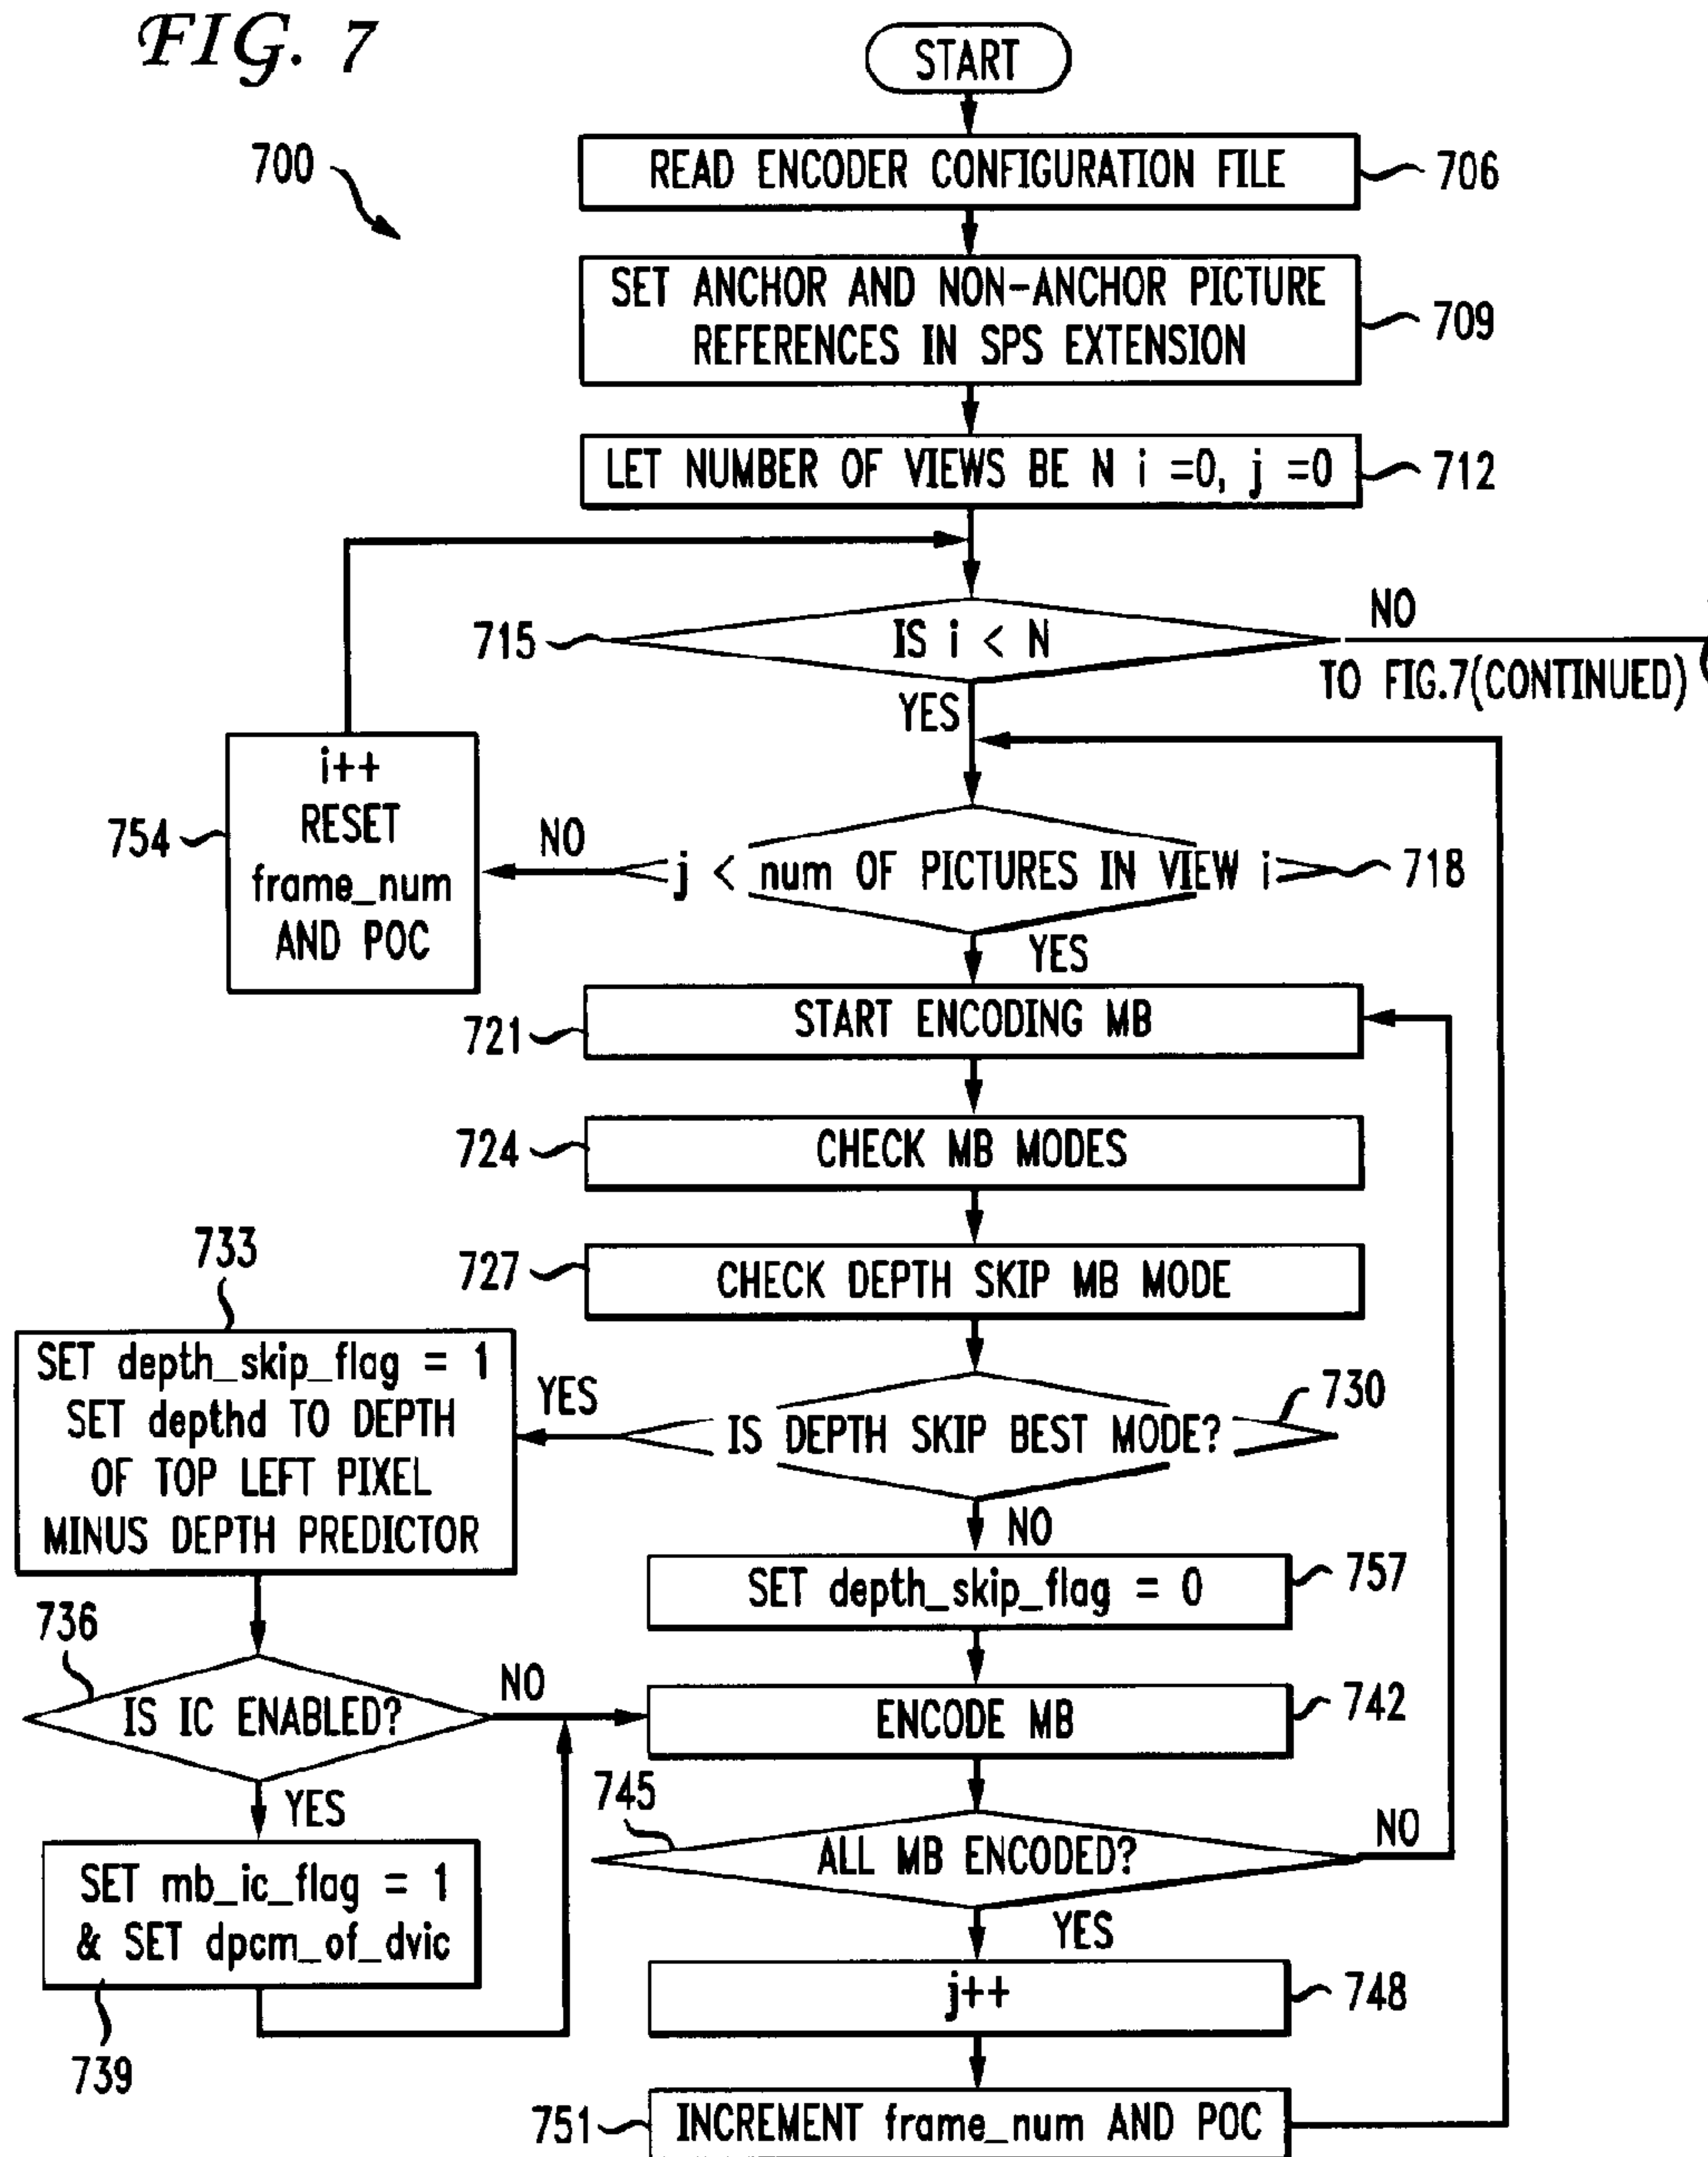 FIG. 7
START
700
READ ENCODER CONFIGURATION FILE
706
SET ANCHOR AND NON-ANCHOR PICTURE
REFERENCES IN SPS EXTENSION
709
LET NUMBER OF VIEWS BE N i =0, j =0
712
715
IS i < N
NO
TO FIG.7(CONTINUED)
YES
754
i++
RESET
frame_num
AND POC
NO
j < num OF PICTURES IN VIEW i
718
YES
721
START ENCODING MB
724
CHECK MB MODES
727
CHECK DEPTH SKIP MB MODE
733
SET depth_skip_flag = 1
SET depthd TO DEPTH
OF TOP LEFT PIXEL
MINUS DEPTH PREDICTOR
YES
IS DEPTH SKIP BEST MODE?
730
NO
SET depth_skip_flag = 0
757
736
IS IC ENABLED?
NO
ENCODE MB
742
YES
745
ALL MB ENCODED?
NO
SET mb_ic_flag = 1
& SET dpcm_of_dvic
739
YES
j++
748
751
INCREMENT frame_num AND POC